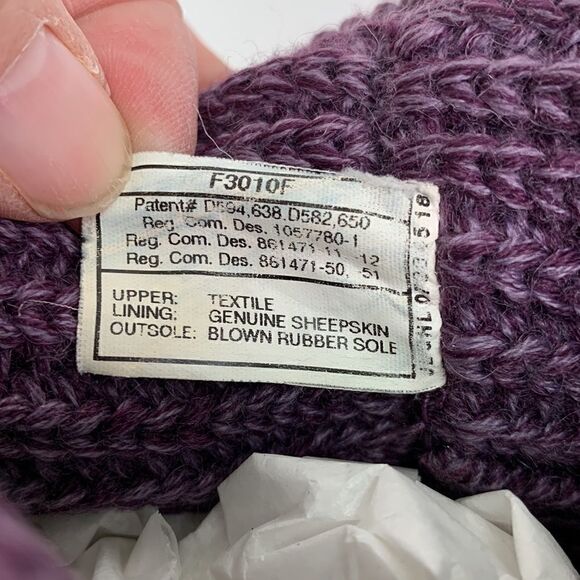 F3010F
Patent# D594,638,D582,650
Reg. Com. Des. 1057780-1
Reg. Com. Des. 861471-11, -12
Reg. Com. Des. 861471-50, -51
UPPER: TEXTILE
LINING: GENUINE SHEEPSKIN
OUTSOLE: BLOWN RUBBER SOLE
518